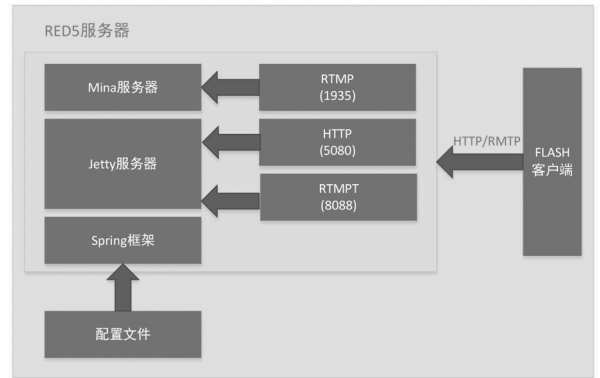 RED5服务器
Mina服务器
RTMP
(1935)
HTTP
(5080)
Jetty服务器
RTMPT
(8088)
Spring框架
配置文件
HTTP/RMTP
FLASH
客户端